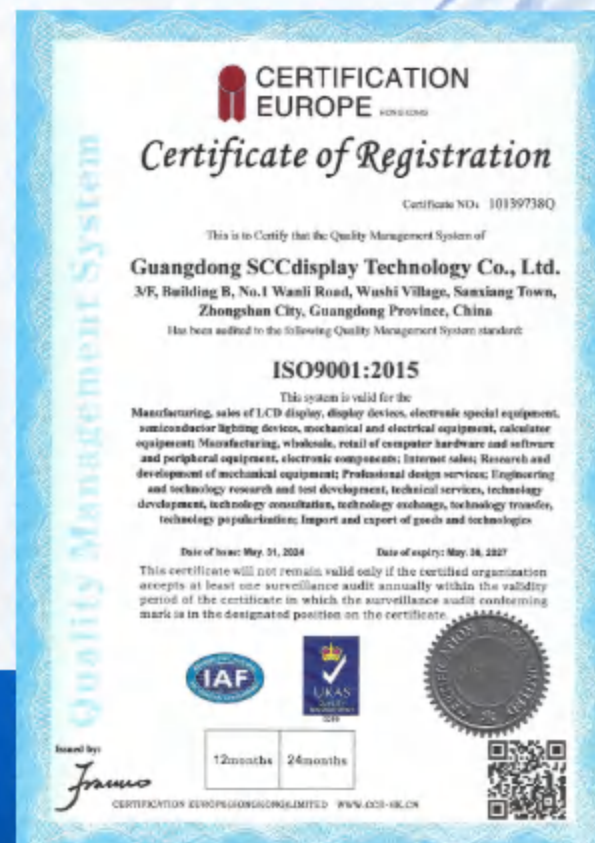 CERTIFICATION
EUROPE HONG KONG
Certificate of Registration
Certificate NO: 10139738Q
This is to Certify that the Quality Management System of
Guangdong SCCdisplay Technology Co., Ltd.
3/F, Building B, No.1 Wanli Road, Wushi Village, Sanxiang Town,
Zhongshan City, Guangdong Province, China
Has been audited to the following Quality Management System standard:
ISO9001:2015
This system is valid for the
Manufacturing, sales of LCD display, display devices, electronic special equipment,
semiconductor lighting devices, mechanical and electrical equipment, calculator
equipment; Manufacturing, wholesale, retail of computer hardware and software
and peripheral equipment, electronic components; Internet sales; Research and
development of mechanical equipment; Professional design services; Engineering
and technology research and test development, technical services, technology
development, technology consultation, technology exchange, technology transfer,
technology popularization; Import and export of goods and technologies
Date of issue: May. 31, 2024 Date of expiry: May. 30, 2027
This certificate will not remain valid only if the certified organization
accepts at least one surveillance audit annually within the validity
period of the certificate in which the surveillance audit conforming
mark is in the designated position on the certificate.
Quality Management System
IAF
UKAS
CERTIFICATION EUROPE LIMITED
Issued by:
12months 24months
CERTIFICATION EUROPE(HONGKONG)LIMITED WWW.CCE-HK.CN